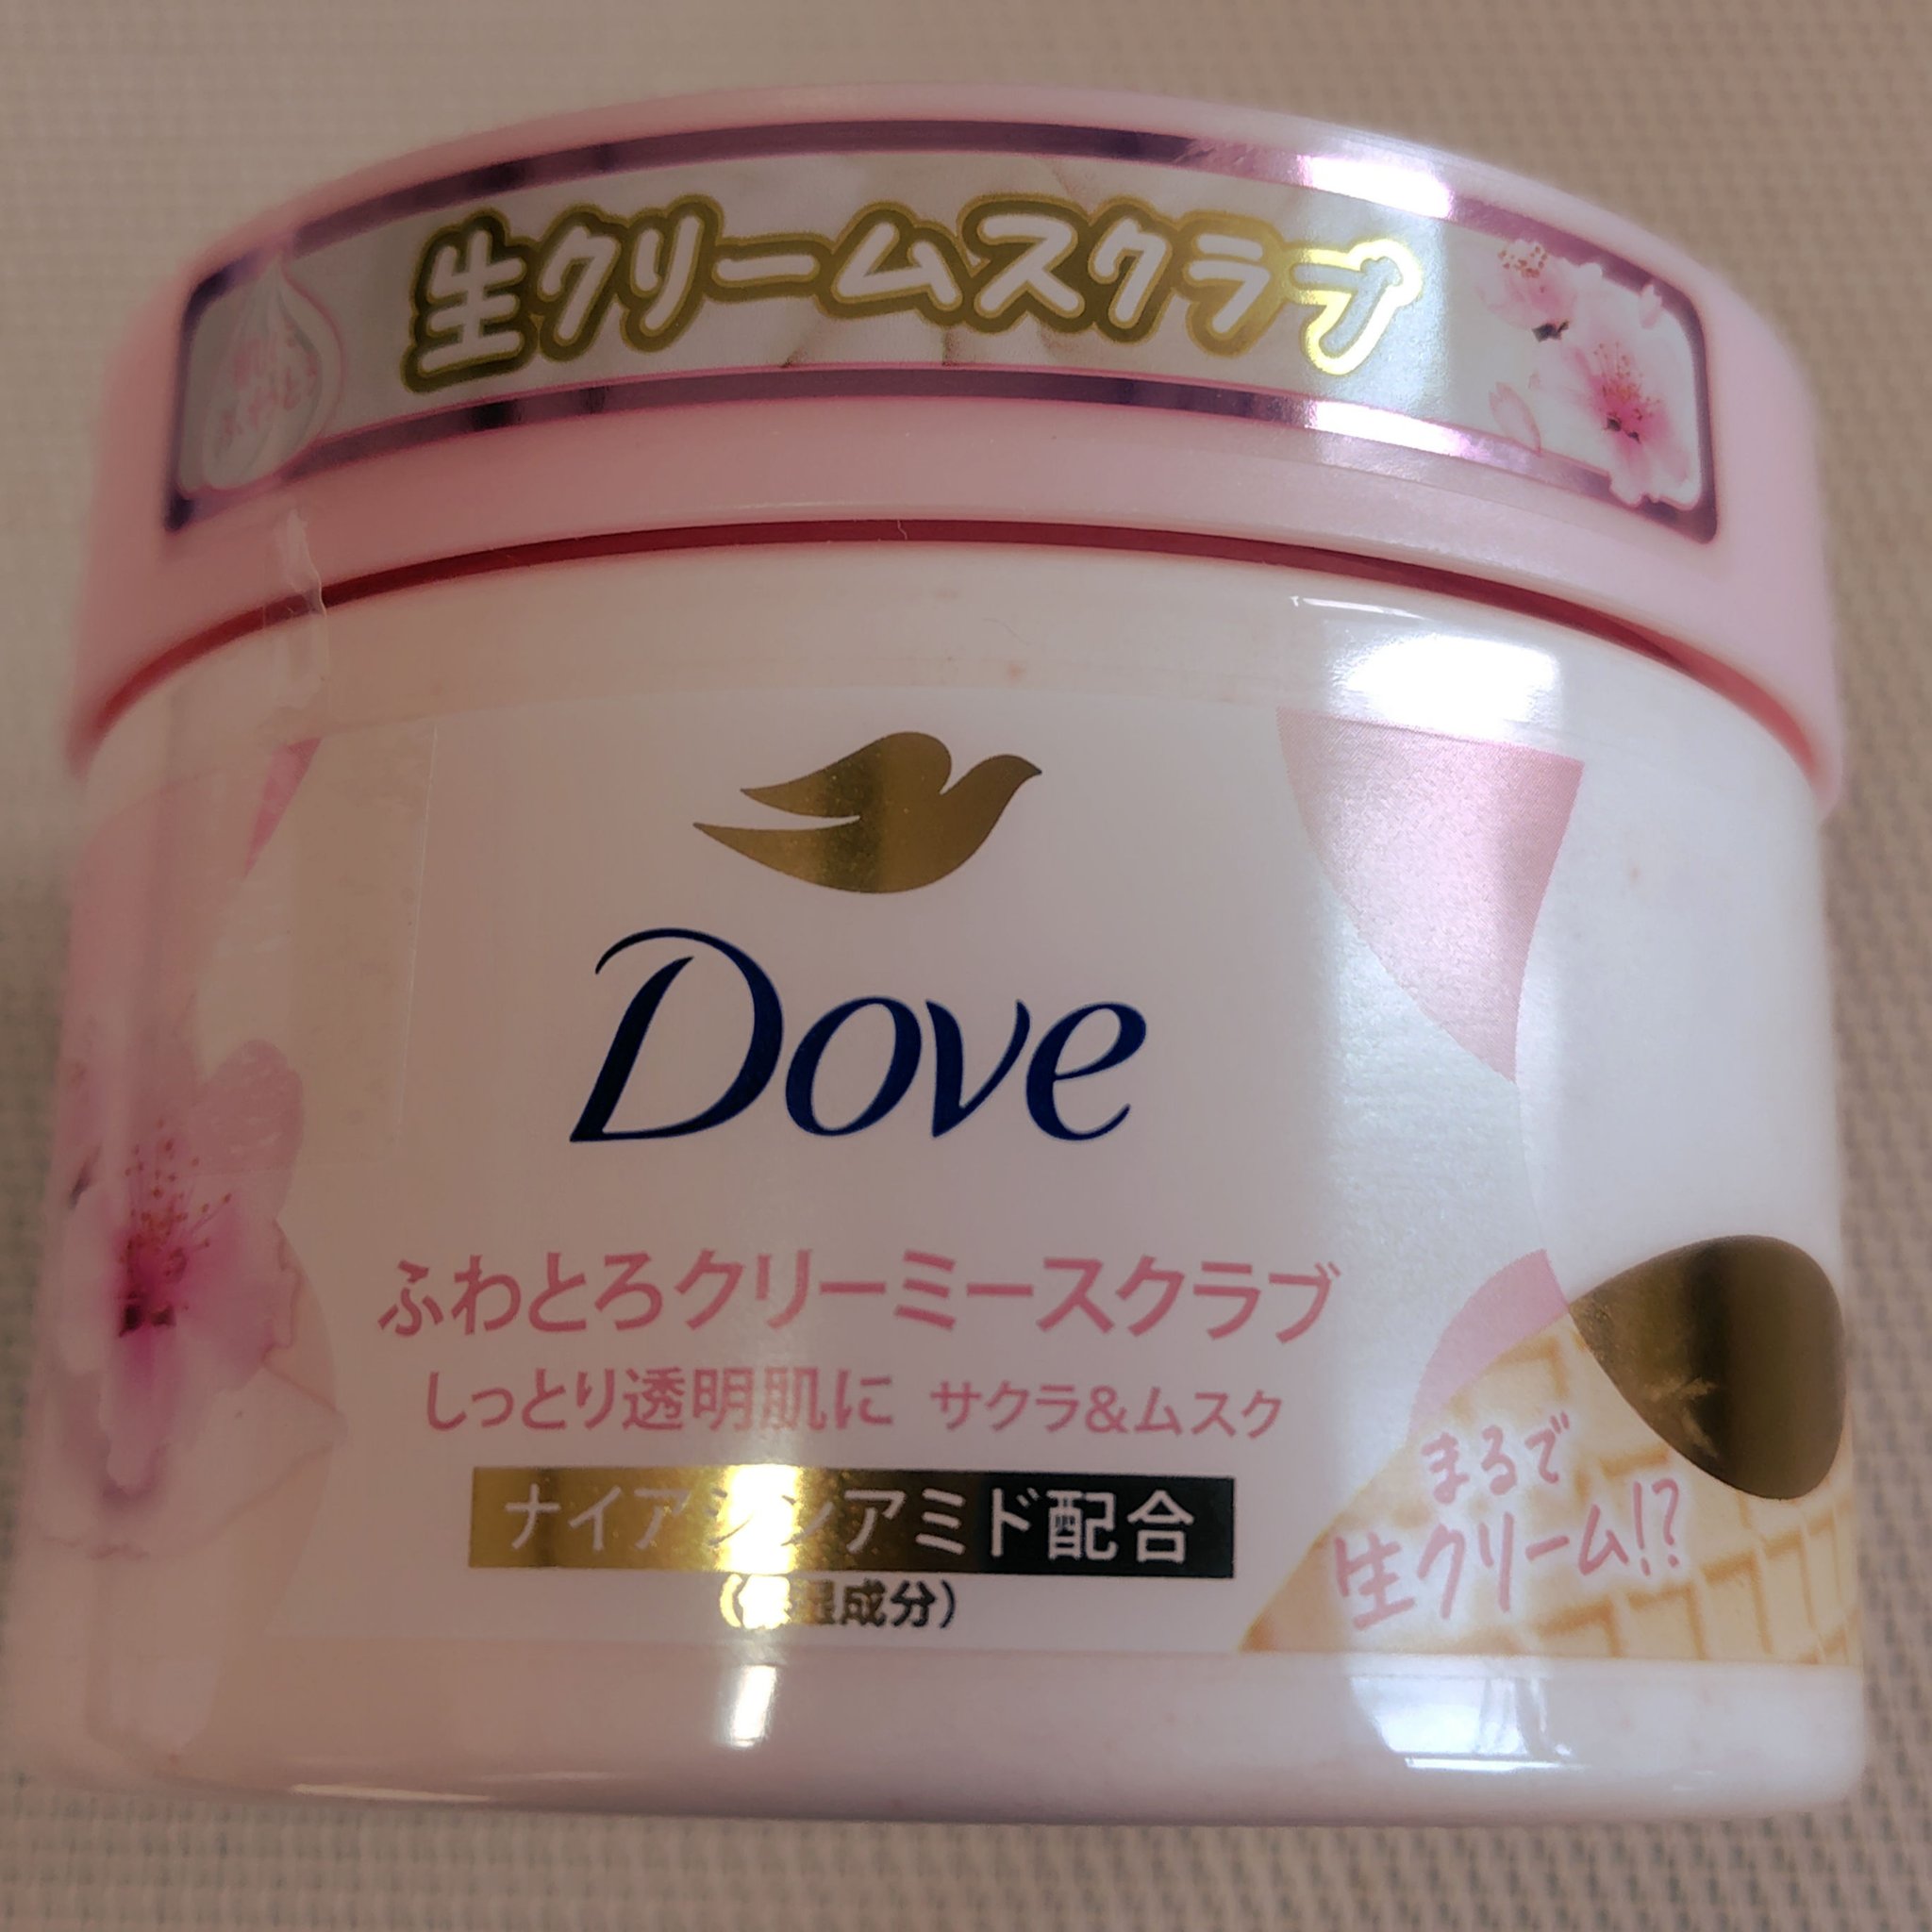 生クリームスクラブ
Dove
ふわとろクリーミースクラブ
しっとり透明肌に サクラ&ムスク
ナイアシンアミド配合
(保湿成分)
まるで
生クリーム!?